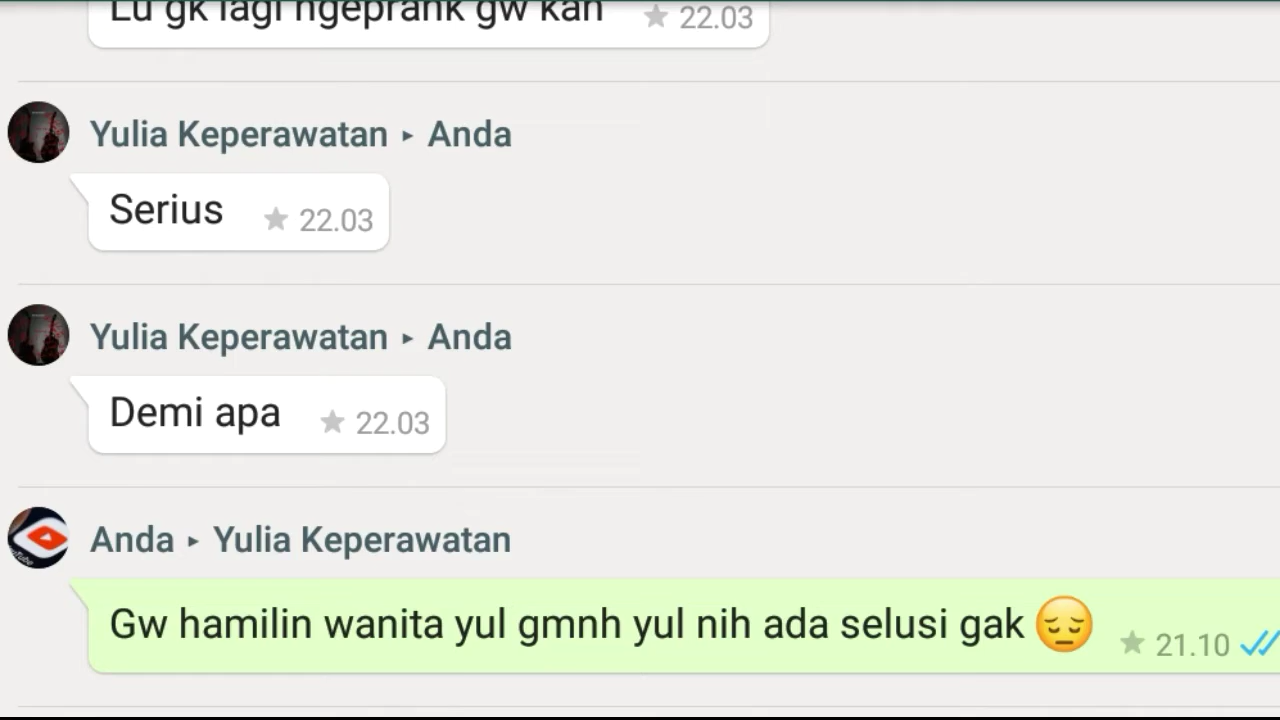 Lu gk lagi ngeprank gw kan ★ 22.03
Yulia Keperawatan ▸ Anda
Serius ★ 22.03
Yulia Keperawatan ▸ Anda
Demi apa ★ 22.03
Anda ▸ Yulia Keperawatan
Gw hamilin wanita yul gmnh yul nih ada selusi gak 😔 ★ 21.10